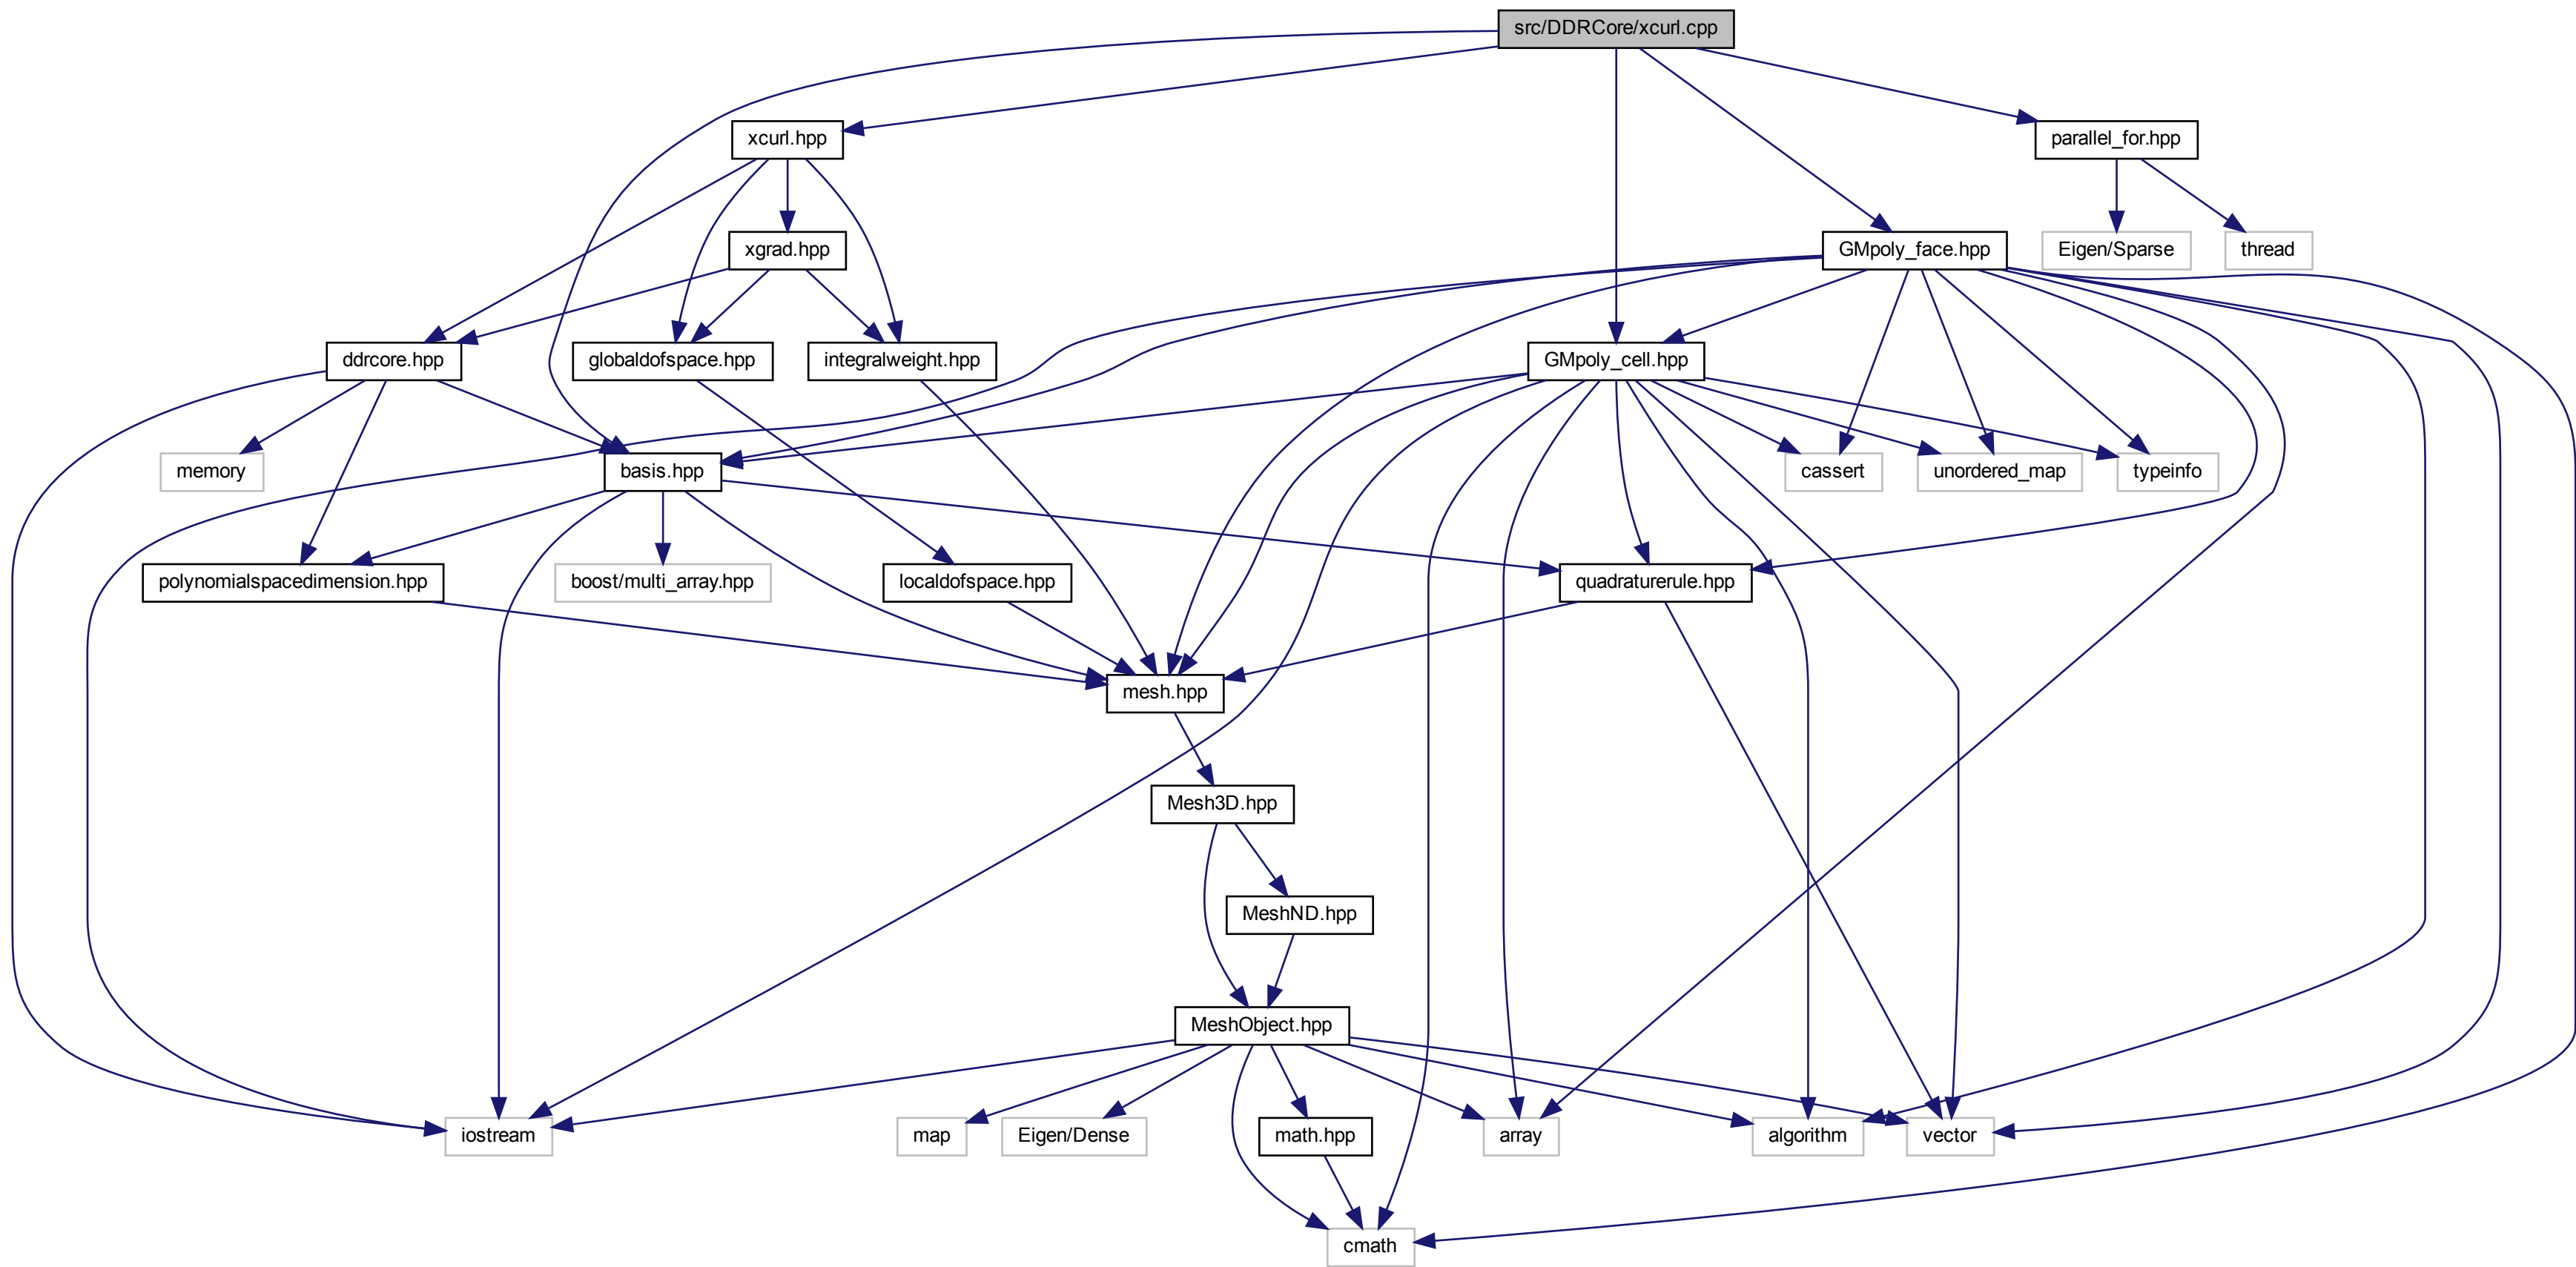 src/DDRCore/xcurl.cpp
xcurl.hpp
parallel_for.hpp
xgrad.hpp
GMpoly_face.hpp
Eigen/Sparse
thread
ddrcore.hpp
globaldofspace.hpp
integralweight.hpp
GMpoly_cell.hpp
memory
basis.hpp
cassert
unordered_map
typeinfo
polynomialspacedimension.hpp
boost/multi_array.hpp
localdofspace.hpp
quadraturerule.hpp
mesh.hpp
Mesh3D.hpp
MeshND.hpp
MeshObject.hpp
iostream
map
Eigen/Dense
math.hpp
array
algorithm
vector
cmath